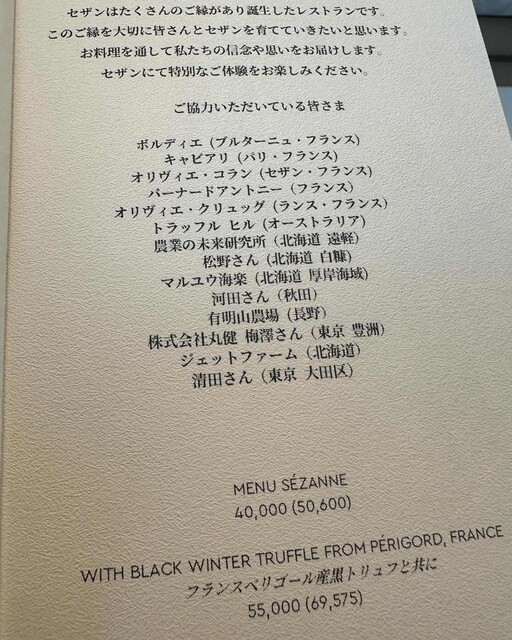 セザンはたくさんのご縁があり誕生したレストランです。
このご縁を大切に皆さんとセザンを育てていきたいと思います。
お料理を通して私たちの信念や思いをお届けします。
セザンにて特別なご体験をお楽しみください。
ご協力いただいている皆さま
ボルディエ (ブルターニュ・フランス)
キャビアリ (パリ・フランス)
オリヴィエ・コラン (セザン・フランス)
バーナードアントニー (フランス)
オリヴィエ・クリュッグ (ランス・フランス)
トラッフル ヒル (オーストラリア)
農業の未来研究所 (北海道 遠軽)
松野さん (北海道 白糠)
マルユウ海楽 (北海道 厚岸海域)
河田さん (秋田)
有明山農場 (長野)
株式会社丸健 梅澤さん (東京 豊洲)
ジェットファーム (北海道)
清田さん (東京 大田区)
MENU SÉZANNE
40,000 (50,600)
WITH BLACK WINTER TRUFFLE FROM PÉRIGORD, FRANCE
フランスペリゴール産黒トリュフと共に
55,000 (69,575)